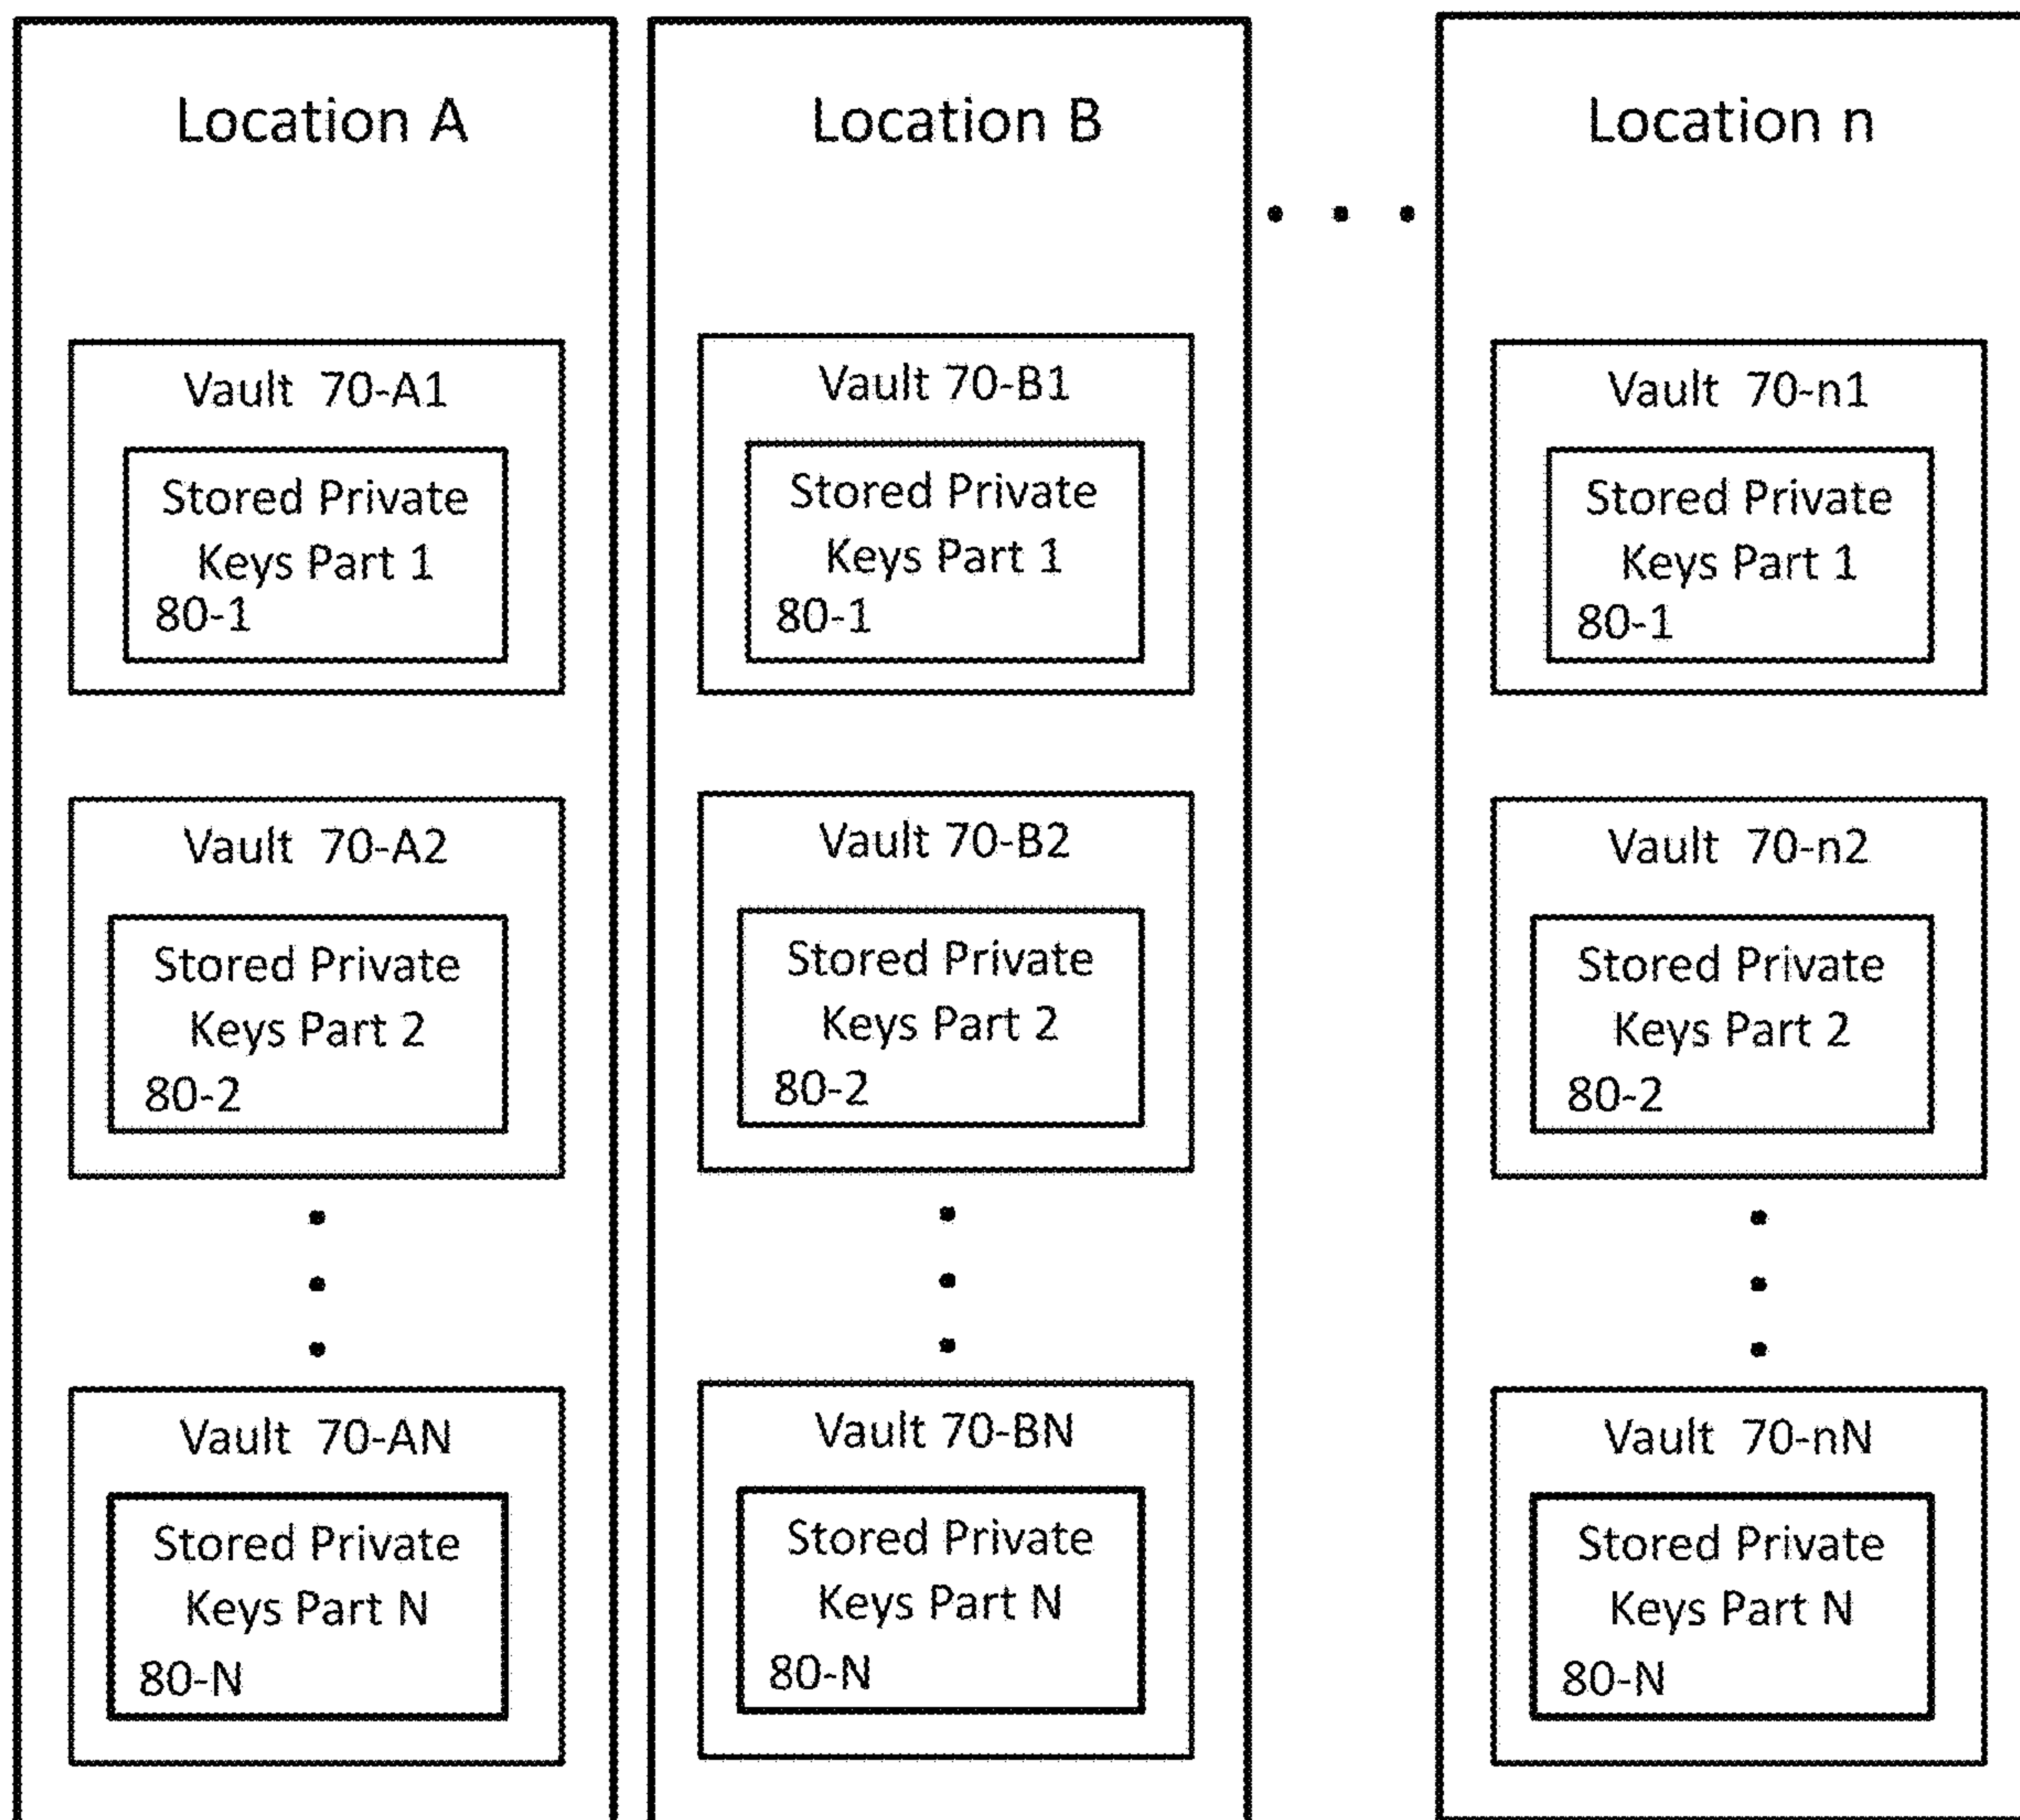 Location A
Vault 70-A1
Stored Private
Keys Part 1
80-1
Vault 70-A2
Stored Private
Keys Part 2
80-2
Vault 70-AN
Stored Private
Keys Part N
80-N
Location B
Vault 70-B1
Stored Private
Keys Part 1
80-1
Vault 70-B2
Stored Private
Keys Part 2
80-2
Vault 70-BN
Stored Private
Keys Part N
80-N
Location n
Vault 70-n1
Stored Private
Keys Part 1
80-1
Vault 70-n2
Stored Private
Keys Part 2
80-2
Vault 70-nN
Stored Private
Keys Part N
80-N